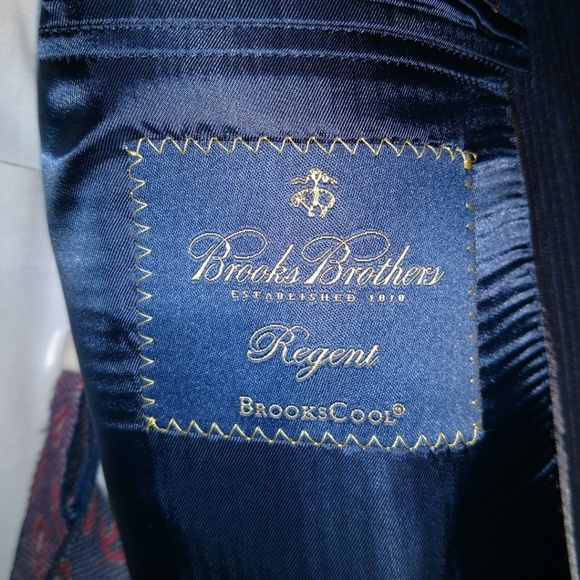 Brooks Brothers
ESTABLISHED 1818
Regent
BROOKSCOOL®